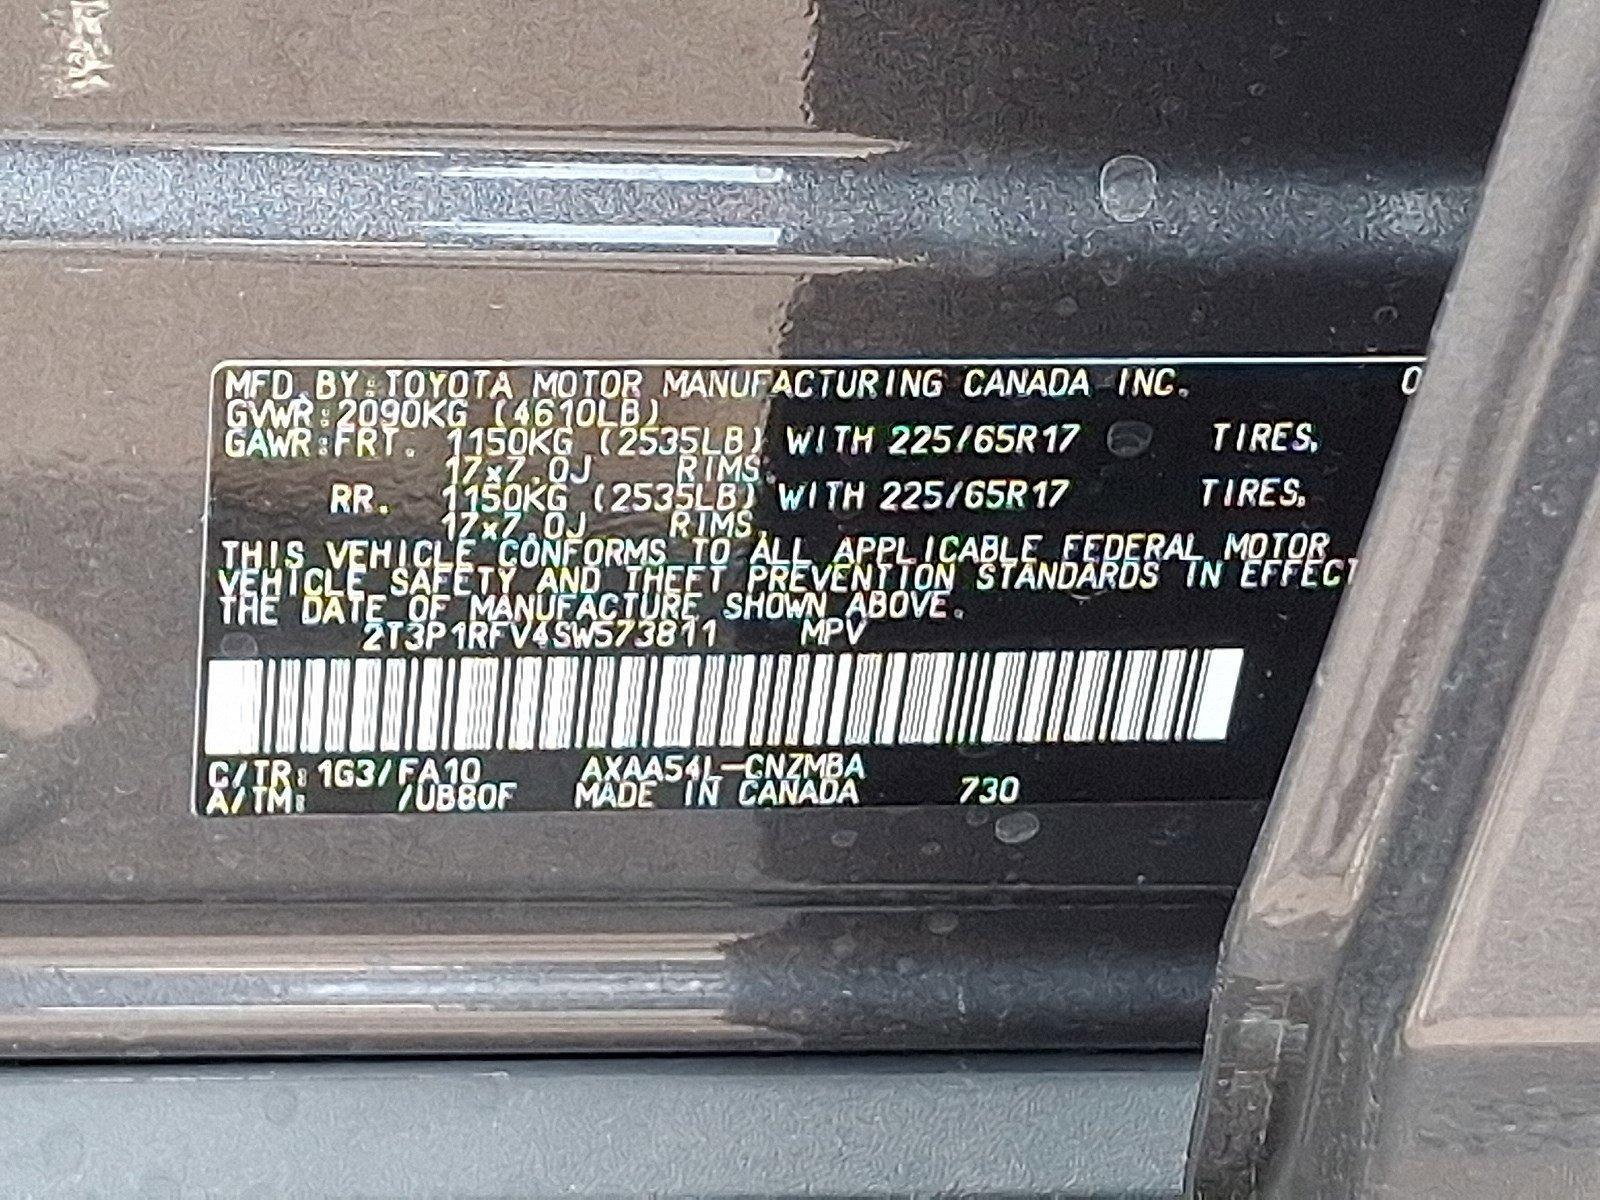 MFD.BY:TOYOTA MOTOR MANUFACTURING CANADA INC. 0
GVWR:2090KG (4610LB)
GAWR:FRT. 1150KG (2535LB) WITH 225/65R17 TIRES,
17x7.0J RIMS.
RR. 1150KG (2535LB) WITH 225/65R17 TIRES,
17x7.0J RIMS.
THIS VEHICLE CONFORMS TO ALL APPLICABLE FEDERAL MOTOR
VEHICLE SAFETY AND THEFT PREVENTION STANDARDS IN EFFECT
THE DATE OF MANUFACTURE SHOWN ABOVE.
2T3P1RFV4SW573811 MPV
C/TR: 1G3/FA10 AXAA54L-CNZMBA
A/TM: /UB80F MADE IN CANADA 730